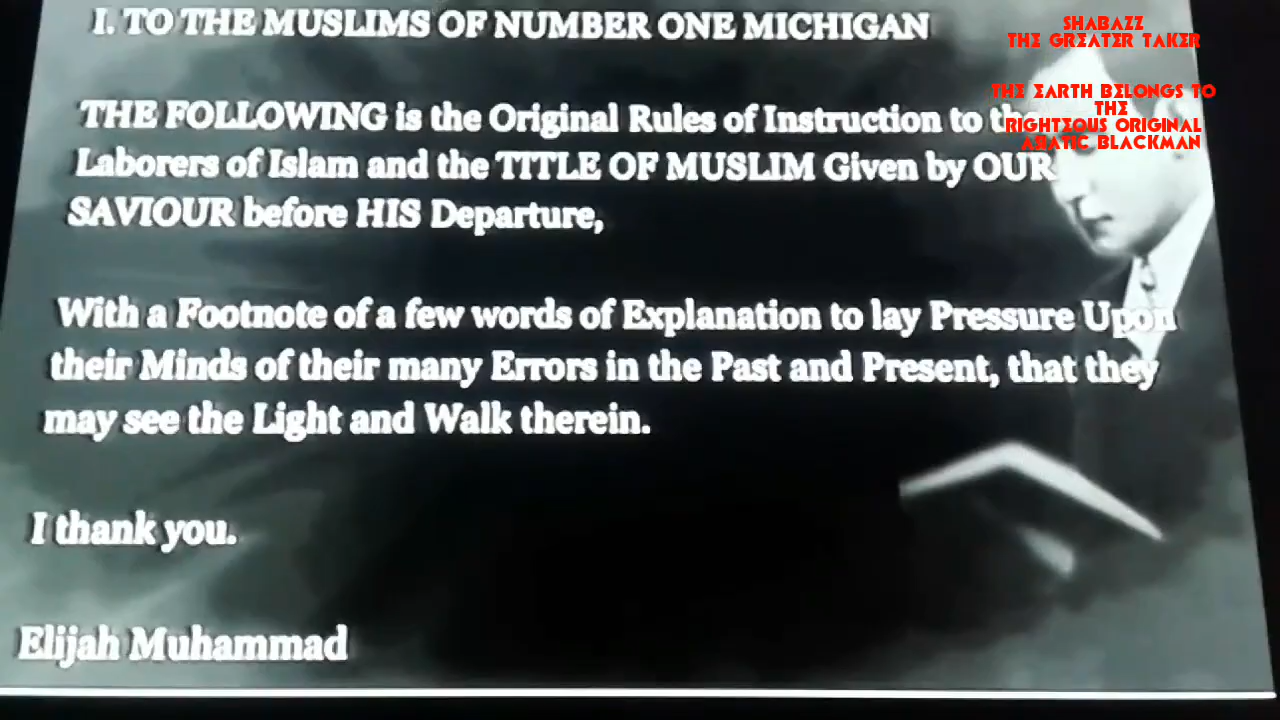 I. TO THE MUSLIMS OF NUMBER ONE MICHIGAN
SHABAZZ
THE GREATER TAKER
THE EARTH BELONGS TO
THE
RIGHTEOUS ORIGINAL
ASIATIC BLACKMAN
THE FOLLOWING is the Original Rules of Instruction to
Laborers of Islam and the TITLE OF MUSLIM Given by OUR
SAVIOUR before HIS Departure,
With a Footnote of a few words of Explanation to lay Pressure Upon
their Minds of their many Errors in the Past and Present, that they
may see the Light and Walk therein.
I thank you.
Elijah Muhammad